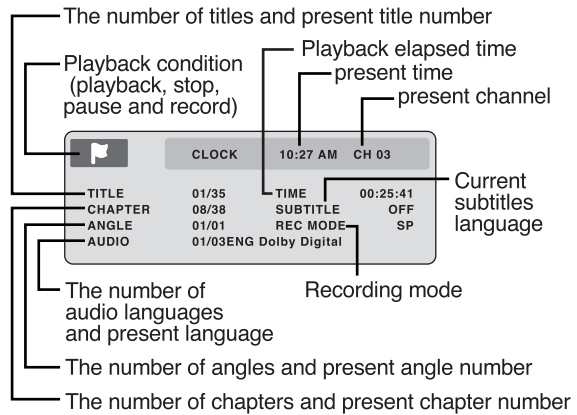 The number of titles and present title number
Playback elapsed time
Playback condition
(playback, stop,
pause and record)
present time
present channel
CLOCK 10:27 AM CH 03
TITLE 01/35 TIME 00:25:41
CHAPTER 08/38 SUBTITLE OFF
ANGLE 01/01 REC MODE SP
AUDIO 01/03ENG Dolby Digital
Current
subtitles
language
The number of
audio languages
and present language
Recording mode
The number of angles and present angle number
The number of chapters and present chapter number